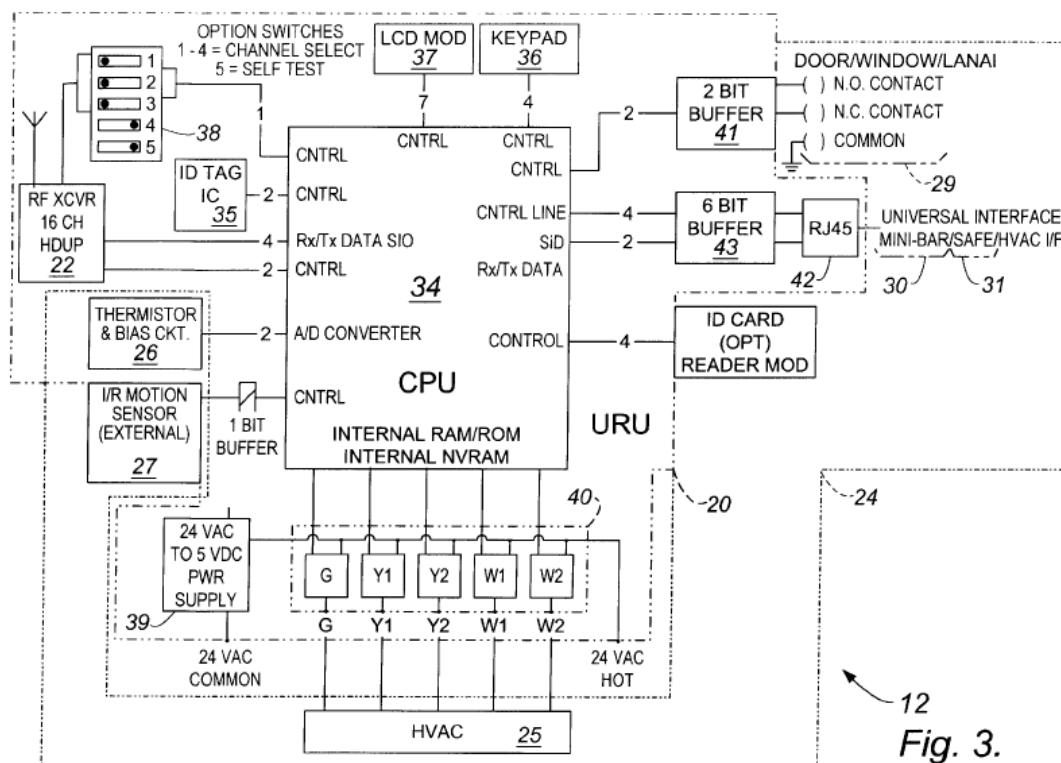 OPTION SWITCHES
1 - 4 = CHANNEL SELECT
5 = SELF TEST
1
2
3
4
5
38
LCD MOD
37
KEYPAD
36
DOOR/WINDOW/LANAI
N.O. CONTACT
N.C. CONTACT
COMMON
29
2 BIT
BUFFER
41
2
7
4
1
CNTRL
CNTRL
CNTRL
CNTRL
ID TAG
IC
35
2
CNTRL
RF XCVR
16 CH
HDUP
22
4
Rx/Tx DATA SIO
2
CNTRL
34
CNTRL LINE
4
SiD
2
Rx/Tx DATA
6 BIT
BUFFER
43
RJ45
42
UNIVERSAL INTERFACE
MINI-BAR/SAFE/HVAC I/F
30
31
THERMISTOR
& BIAS CKT.
26
2
A/D CONVERTER
CONTROL
4
ID CARD
(OPT)
READER MOD
CPU
I/R MOTION
SENSOR
(EXTERNAL)
27
1 BIT
BUFFER
CNTRL
URU
INTERNAL RAM/ROM
INTERNAL NVRAM
40
20
24
24 VAC
TO 5 VDC
PWR
SUPPLY
39
G
Y1
Y2
W1
W2
G
Y1
Y2
W1
W2
24 VAC
COMMON
24 VAC
HOT
HVAC
25
12
Fig. 3.